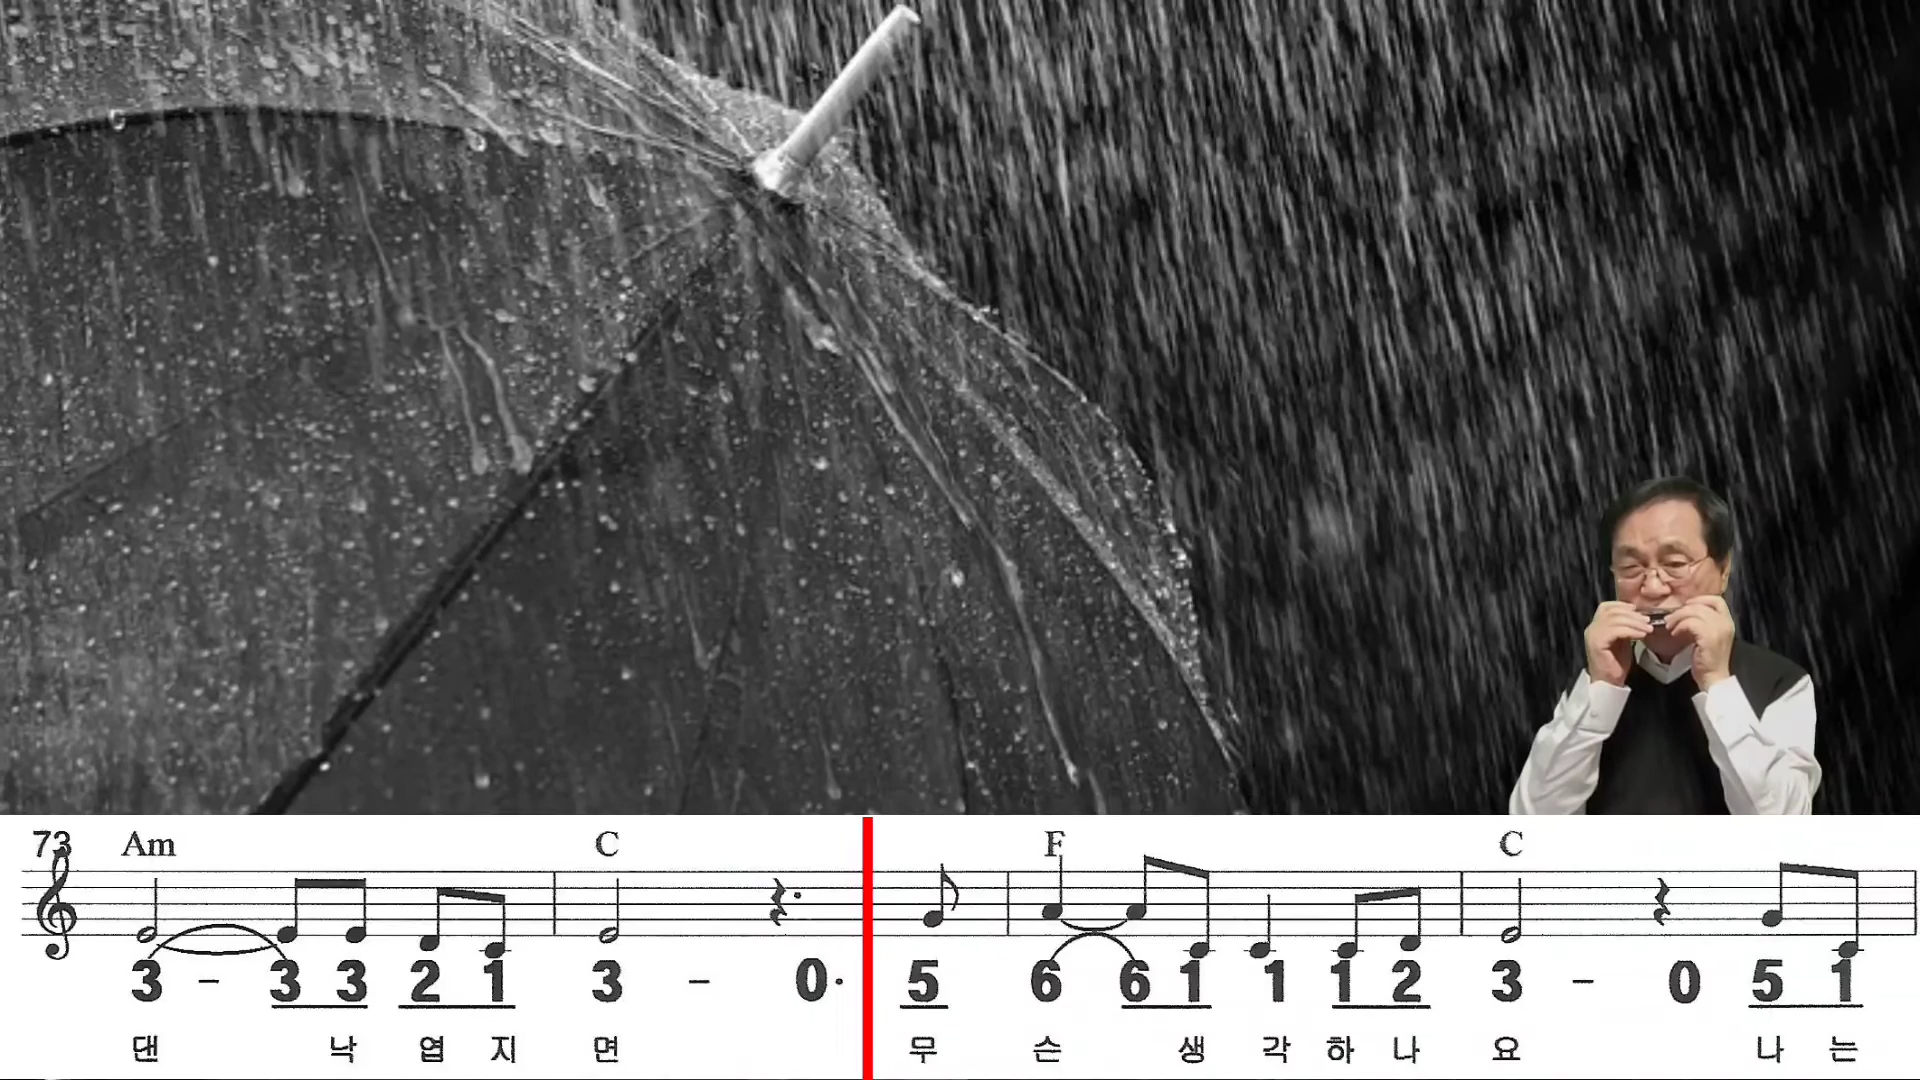 73 Am C F C
3 - 3 3 2 1 3 - 0· 5 6 6 1 1 1 2 3 - 0 5 1
댄 낙 엽 지 면 무 슨 생 각 하 나 요 나 는